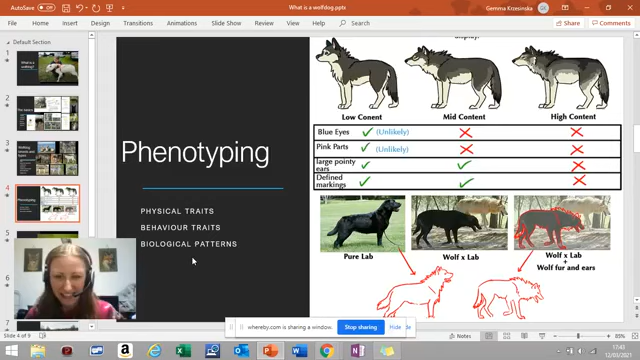 AutoSave Off
What is a wolfdog.pptx
Gemma Krzesinska
GK
File Home Insert Design Transitions Animations Slide Show Review View Help
Share
Comments
Default Section
1
2
3
4
5
6
7
display.
Low Conent Mid Content High Content
Blue Eyes (Unlikely)
Pink Parts (Unlikely)
large pointy
ears
Defined
markings
Phenotyping
PHYSICAL TRAITS
BEHAVIOUR TRAITS
BIOLOGICAL PATTERNS
Pure Lab Wolf x Lab Wolf x Lab
+
Wolf fur and ears
whereby.com is sharing a window. Stop sharing Hide
Slide 4 of 9
Notes
85%
17:43
12/03/2020